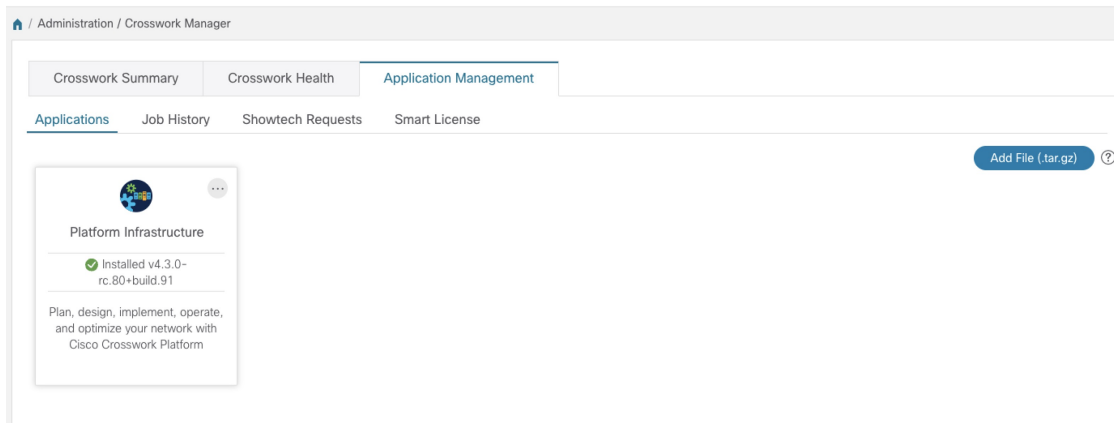 / Administration / Crosswork Manager
Crosswork Summary Crosswork Health Application Management
Applications Job History Showtech Requests Smart License
Add File (.tar.gz) ?
...
Platform Infrastructure
Installed v4.3.0-
rc.80+build.91
Plan, design, implement, operate,
and optimize your network with
Cisco Crosswork Platform